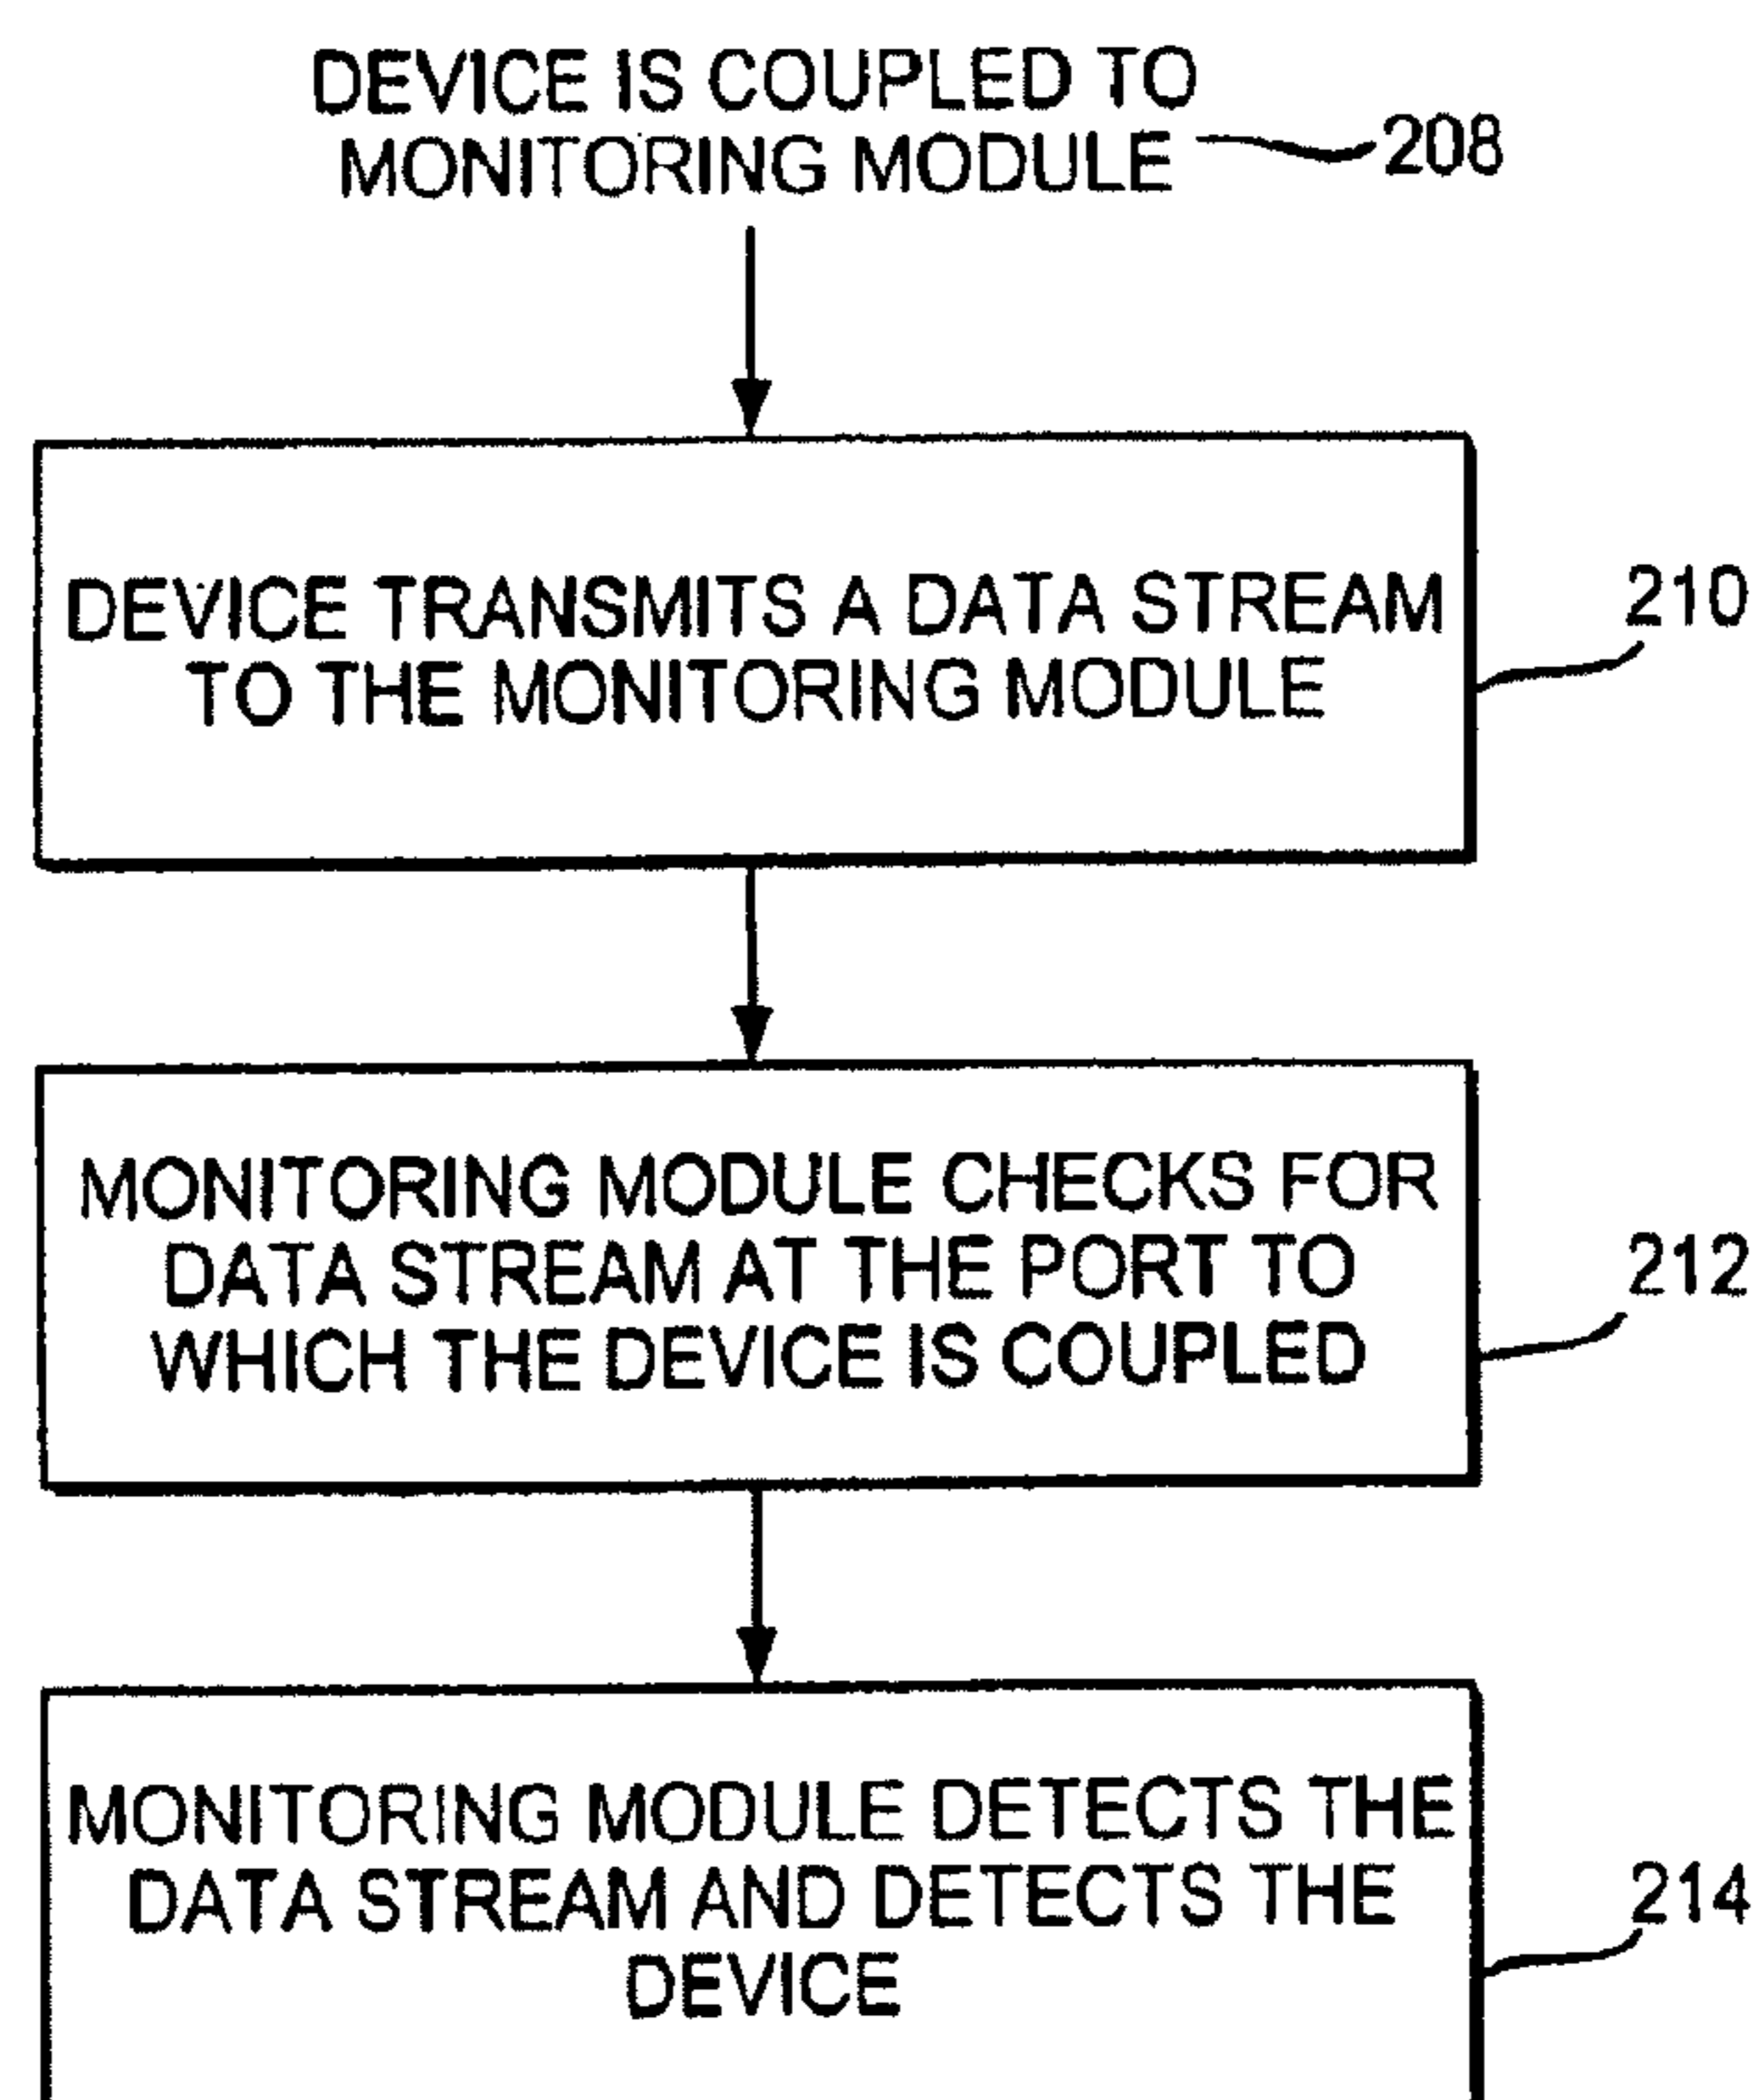 DEVICE IS COUPLED TO
MONITORING MODULE 208
DEVICE TRANSMITS A DATA STREAM
TO THE MONITORING MODULE
210
MONITORING MODULE CHECKS FOR
DATA STREAM AT THE PORT TO
WHICH THE DEVICE IS COUPLED
212
MONITORING MODULE DETECTS THE
DATA STREAM AND DETECTS THE
DEVICE
214